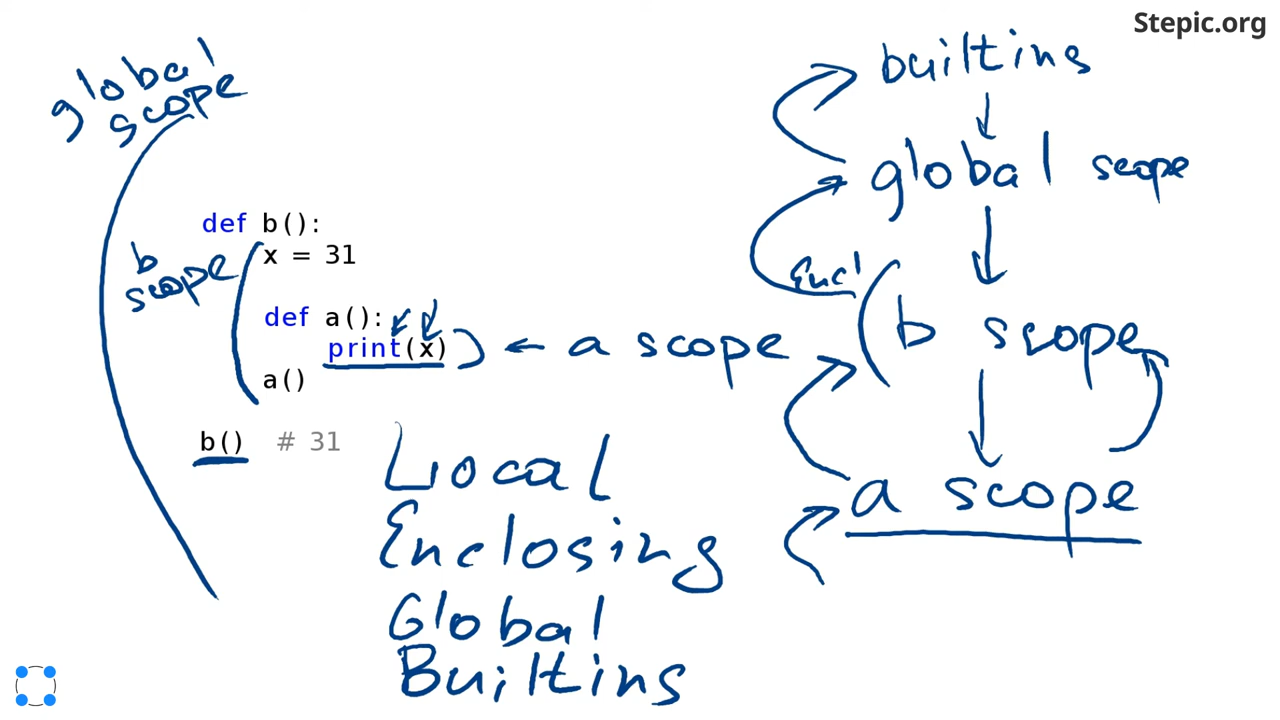 Stepic.org
global
scope
def b():
x = 31
b
scope
def a():
print(x)
← a scope
a()
b() # 31
Local
Enclosing
Global
Builtins
builtins
global scope
Encl
b scope
a scope